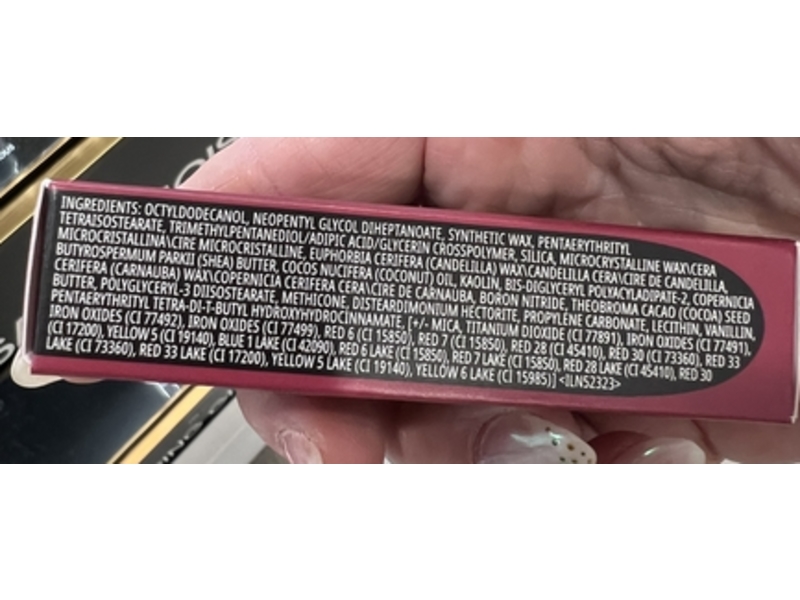 INGREDIENTS: OCTYLDODECANOL, NEOPENTYL GLYCOL DIHEPTANOATE, SYNTHETIC WAX, PENTAERYTHRITYL
TETRAISOSTEARATE, TRIMETHYLPENTANEDIOL/ADIPIC ACID/GLYCERIN CROSSPOLYMER, SILICA, MICROCRYSTALLINE WAX\CERA
MICROCRISTALLINA\CIRE MICROCRISTALLINE, EUPHORBIA CERIFERA (CANDELILLA) WAX\CANDELILLA CERA\CIRE DE CANDELILLA,
BUTYROSPERMUM PARKII (SHEA) BUTTER, COCOS NUCIFERA (COCONUT) OIL, KAOLIN, BIS-DIGLYCERYL POLYACYLADIPATE-2, COPERNICIA
CERIFERA (CARNAUBA) WAX\COPERNICIA CERIFERA CERA\CIRE DE CARNAUBA, BORON NITRIDE, THEOBROMA CACAO (COCOA) SEED
BUTTER, POLYGLYCERYL-3 DIISOSTEARATE, METHICONE, DISTEARDIMONIUM HECTORITE, PROPYLENE CARBONATE, LECITHIN, VANILLIN,
PENTAERYTHRITYL TETRA-DI-T-BUTYL HYDROXYHYDROCINNAMATE, [+/- MICA, TITANIUM DIOXIDE (CI 77891), IRON OXIDES (CI 77491),
IRON OXIDES (CI 77492), IRON OXIDES (CI 77499), RED 6 (CI 15850), RED 7 (CI 15850), RED 28 (CI 45410), RED 30 (CI 73360), RED 33
(CI 17200), YELLOW 5 (CI 19140), BLUE 1 LAKE (CI 42090), RED 6 LAKE (CI 15850), RED 7 LAKE (CI 15850), RED 28 LAKE (CI 45410), RED 30
LAKE (CI 73360), RED 33 LAKE (CI 17200), YELLOW 5 LAKE (CI 19140), YELLOW 6 LAKE (CI 15985)] <ILN52323>